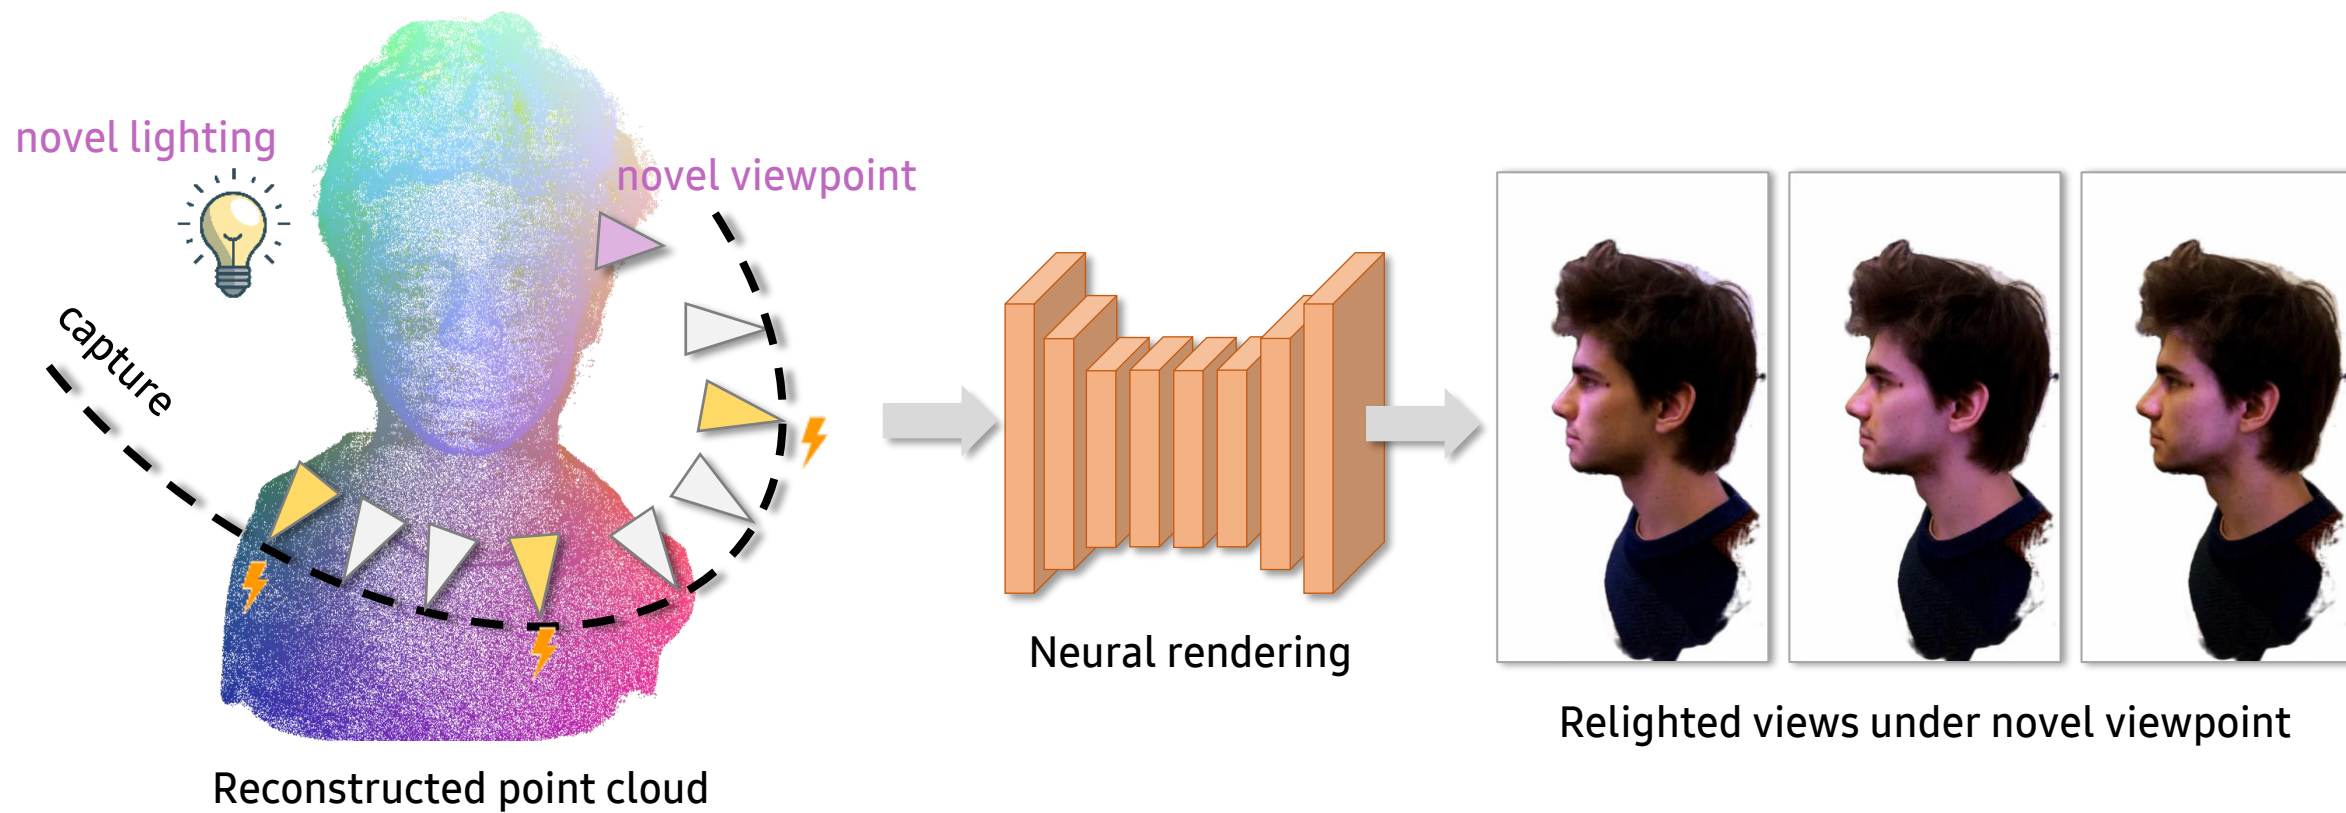 novel lighting
novel viewpoint
capture
Neural rendering
Relighted views under novel viewpoint
Reconstructed point cloud